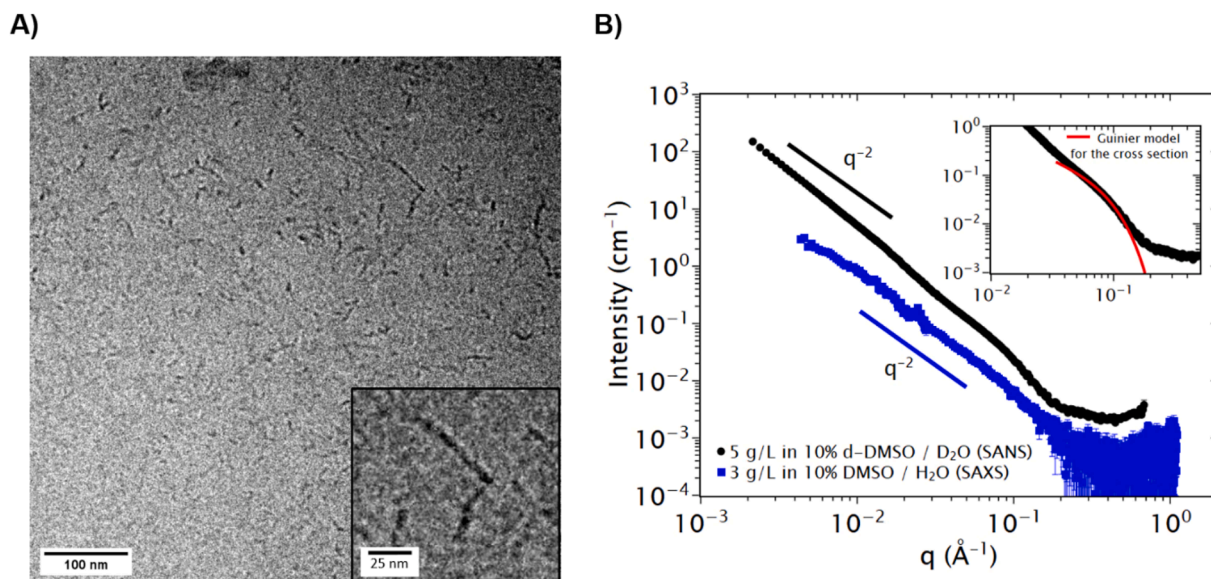 A)
100 nm
25 nm
B)
Intensity (cm⁻¹)
10³
10²
10¹
10⁰
10⁻¹
10⁻²
10⁻³
10⁻⁴
q⁻²
q⁻²
10⁰
10⁻¹
10⁻²
10⁻³
10⁻²
10⁻¹
Guinier model
for the cross section
5 g/L in 10% d-DMSO / D₂O (SANS)
3 g/L in 10% DMSO / H₂O (SAXS)
10⁻³
10⁻²
10⁻¹
10⁰
q (Å⁻¹)